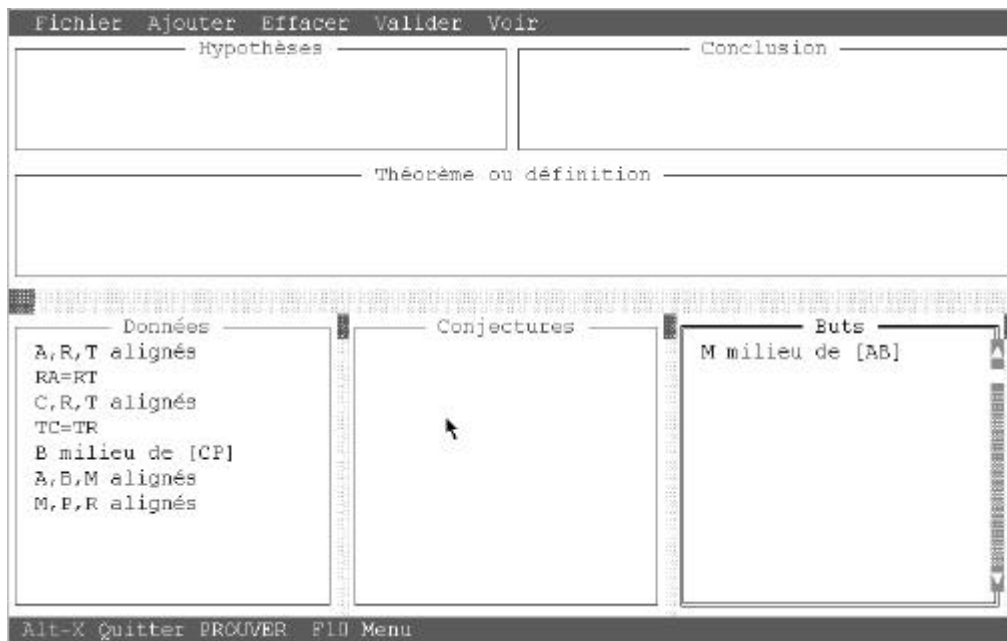 Fichier Ajouter Effacer Valider Voir
Hypothèses
Conclusion
Théorème ou définition
Données
A,R,T alignés
RA=RT
C,R,T alignés
TC=TR
B milieu de [CP]
A,B,M alignés
M,P,R alignés
Conjectures
Buts
M milieu de [AB]
Alt-X Quitter PROUVER F10 Menu